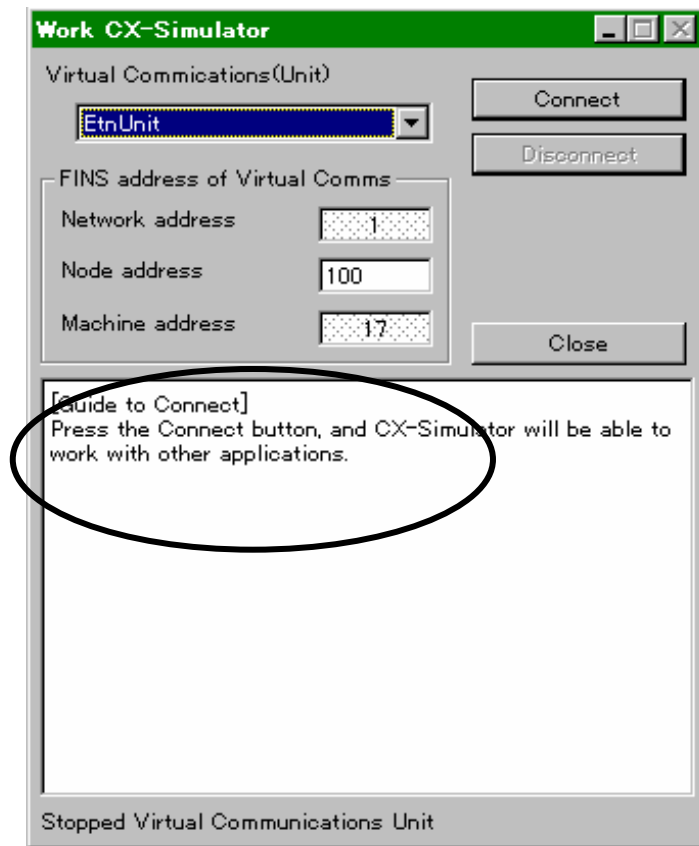 Work CX-Simulator
Virtual Commications(Unit)
Connect
EtnUnit
Disconnect
FINS address of Virtual Comms
Network address 1
Node address 100
Machine address 17
Close
[Guide to Connect]
Press the Connect button, and CX-Simulator will be able to
work with other applications.
Stopped Virtual Communications Unit